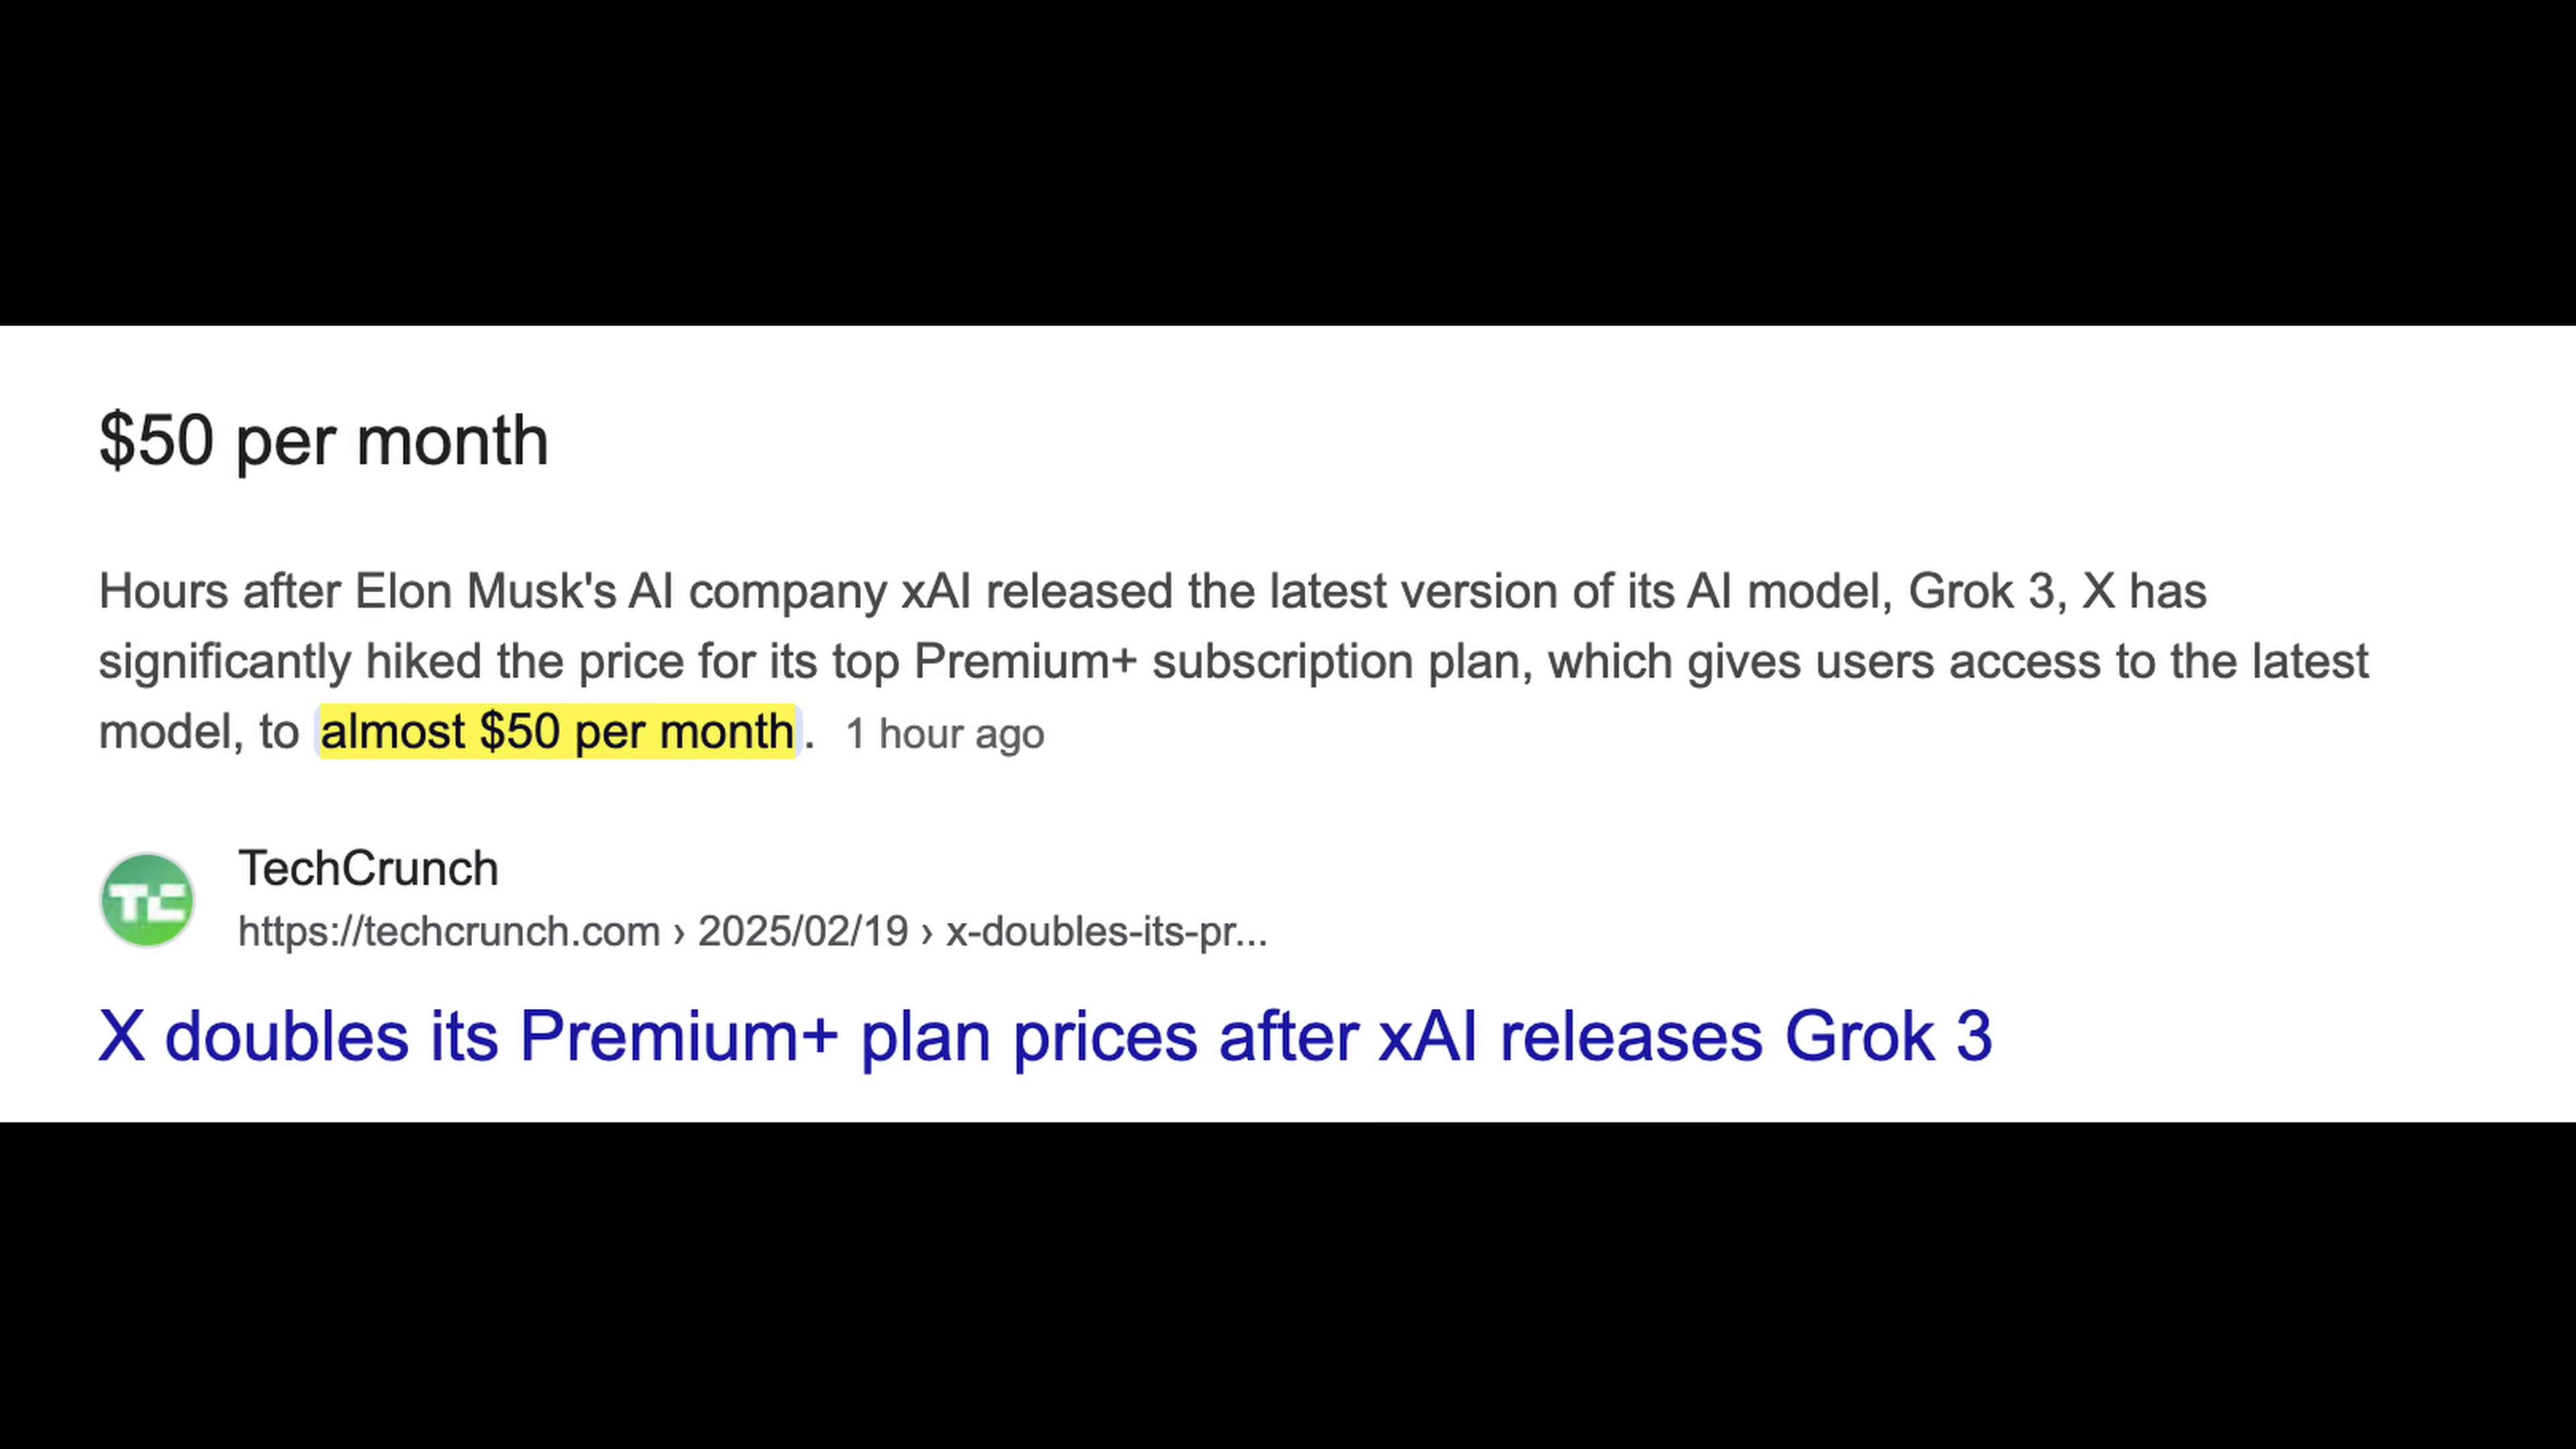 $50 per month
Hours after Elon Musk's AI company xAI released the latest version of its AI model, Grok 3, X has
significantly hiked the price for its top Premium+ subscription plan, which gives users access to the latest
model, to almost $50 per month. 1 hour ago
TC
TechCrunch
https://techcrunch.com › 2025/02/19 › x-doubles-its-pr...
X doubles its Premium+ plan prices after xAI releases Grok 3